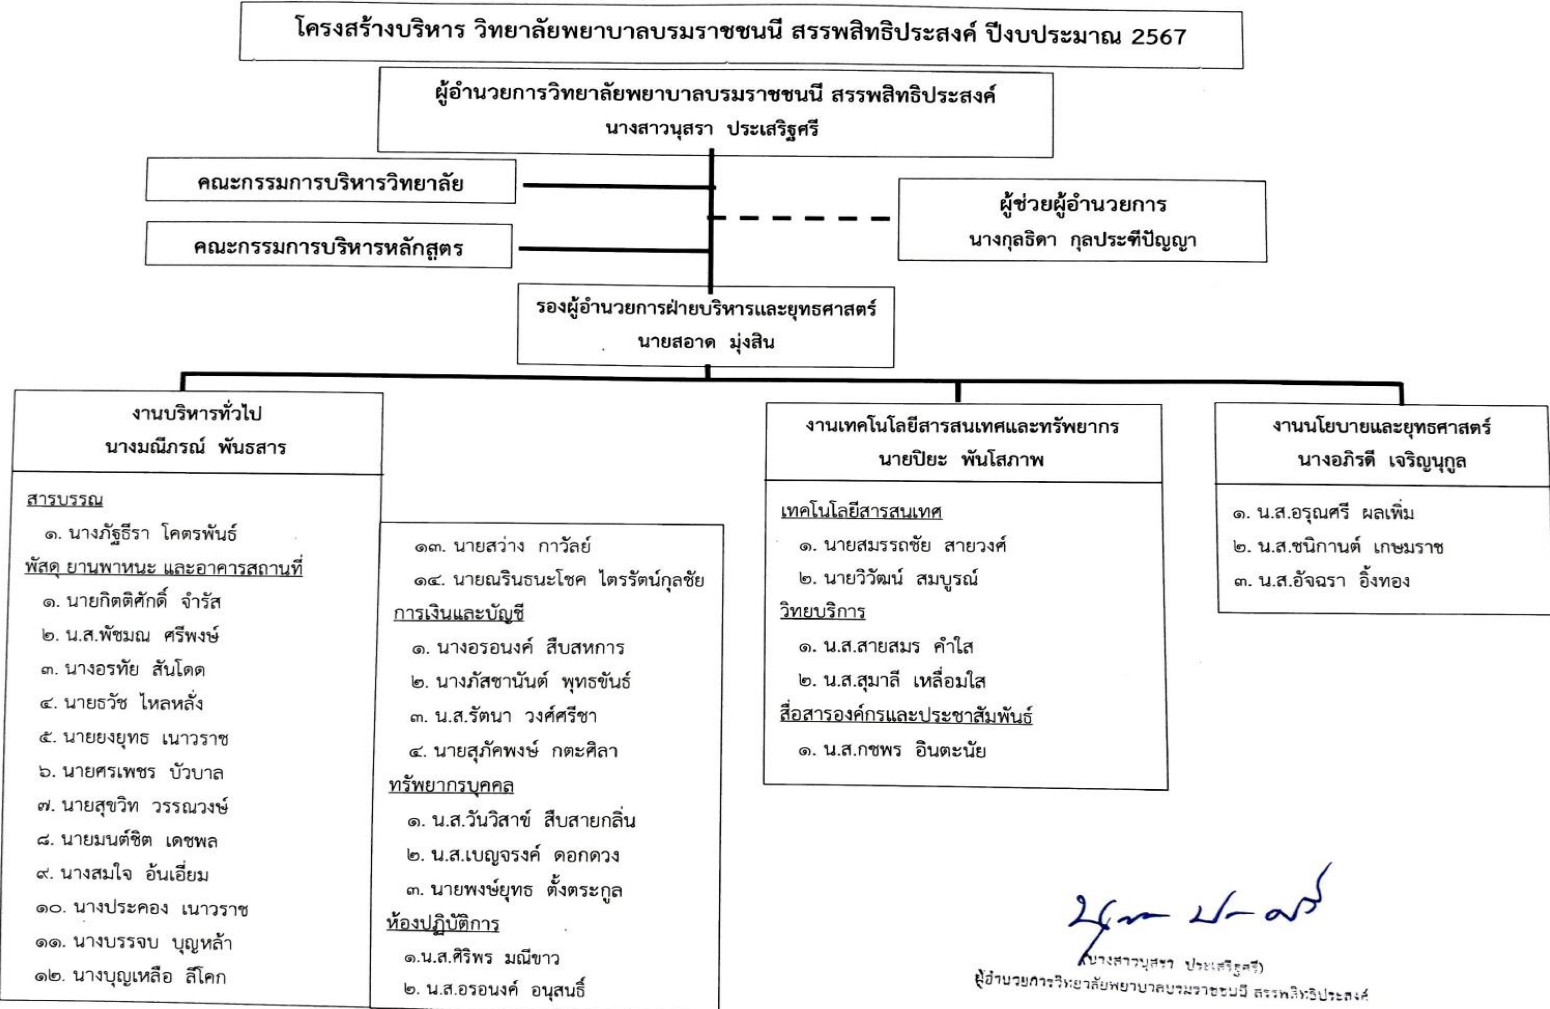 โครงสร้างบริหาร วิทยาลัยพยาบาลบรมราชชนนี สรรพสิทธิประสงค์ ปีงบประมาณ 2567
ผู้อำนวยการวิทยาลัยพยาบาลบรมราชชนนี สรรพสิทธิประสงค์
นางสาวนุสรา ประเสริฐศรี
คณะกรรมการบริหารวิทยาลัย
ผู้ช่วยผู้อำนวยการ
นางกุลธิดา กุลประฑีปัญญา
คณะกรรมการบริหารหลักสูตร
รองผู้อำนวยการฝ่ายบริหารและยุทธศาสตร์
นายสอาด มุ่งสิน
งานบริหารทั่วไป
นางมณีภรณ์ พันธสาร
สารบรรณ
๑. นางภัฐธีรา โคตรพันธ์
พัสดุ ยานพาหนะ และอาคารสถานที่
๑. นายกิตติศักดิ์ จำรัส
๒. น.ส.พัชมณ ศรีพงษ์
๓. นางอรทัย สันโดด
๔. นายธวัช ไหลหลั่ง
๕. นายยงยุทธ เนาวราช
๖. นายศรเพชร บัวบาล
๗. นายสุขวิท วรรณวงษ์
๘. นายมนต์ชิต เดชพล
๙. นางสมใจ อ้นเอี่ยม
๑๐. นางประคอง เนาวราช
๑๑. นางบรรจบ บุญหล้า
๑๒. นางบุญเหลือ ลีโคก
๑๓. นายสว่าง กาวัลย์
๑๔. นายณรินธนะโชค ไตรรัตน์กุลชัย
การเงินและบัญชี
๑. นางอรอนงค์ สืบสหการ
๒. นางภัสชานันต์ พุทธขันธ์
๓. น.ส.รัตนา วงศ์ศรีชา
๔. นายสุภัคพงษ์ กตะศิลา
ทรัพยากรบุคคล
๑. น.ส.วันวิสาข์ สืบสายกลิ่น
๒. น.ส.เบญจรงค์ ดอกดวง
๓. นายพงษ์ยุทธ ตั้งตระกูล
ห้องปฏิบัติการ
๑.น.ส.ศิริพร มณีขาว
๒. น.ส.อรอนงค์ อนุสนธิ์
งานเทคโนโลยีสารสนเทศและทรัพยากร
นายปิยะ พันโสภาพ
เทคโนโลยีสารสนเทศ
๑. นายสมรรถชัย สายวงศ์
๒. นายวิวัฒน์ สมบูรณ์
วิทยบริการ
๑. น.ส.สายสมร คำใส
๒. น.ส.สุมาลี เหลื่อมใส
สื่อสารองค์กรและประชาสัมพันธ์
๑. น.ส.กชพร อินตะนัย
งานนโยบายและยุทธศาสตร์
นางอภิรดี เจริญนุกูล
๑. น.ส.อรุณศรี ผลเพิ่ม
๒. น.ส.ชนิกานต์ เกษมราช
๓. น.ส.อัจฉรา อิ้งทอง
(นางสาวนุสรา ประเสริฐศรี)
ผู้อำนวยการวิทยาลัยพยาบาลบรมราชชนนี สรรพสิทธิประสงค์